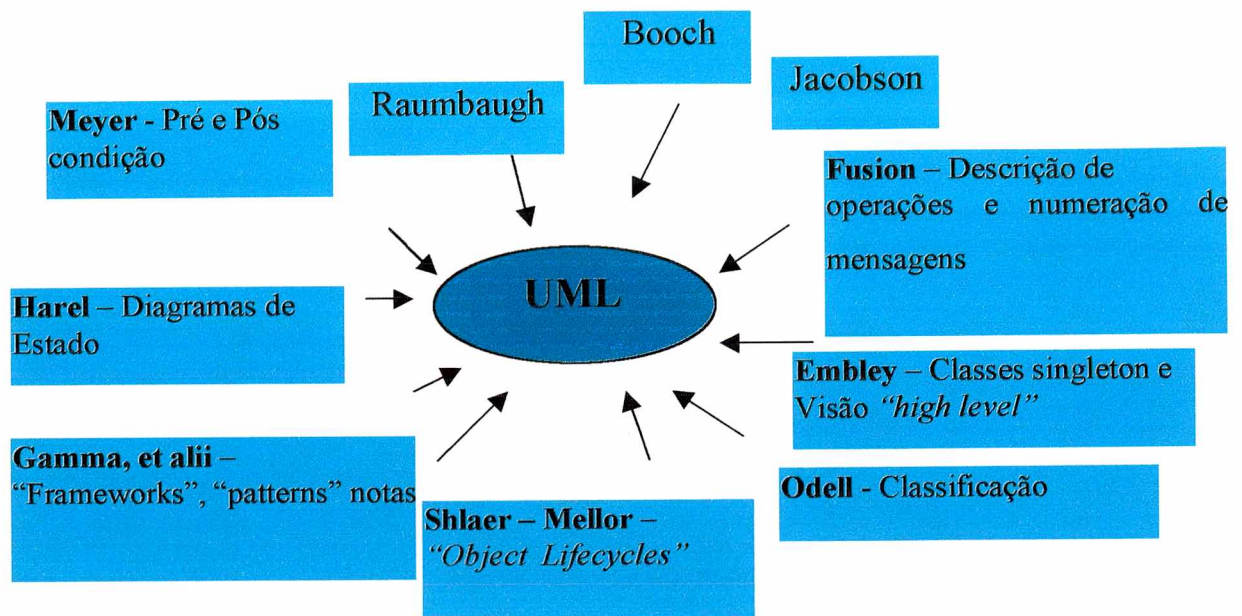 Booch
Raumbaugh
Jacobson
Meyer - Pré e Pós
condição
Fusion – Descrição de
operações e numeração de
mensagens
UML
Harel – Diagramas de
Estado
Embley – Classes singleton e
Visão “high level”
Gamma, et alii –
“Frameworks”, “patterns” notas
Odell - Classificação
Shlaer – Mellor –
“Object Lifecycles”